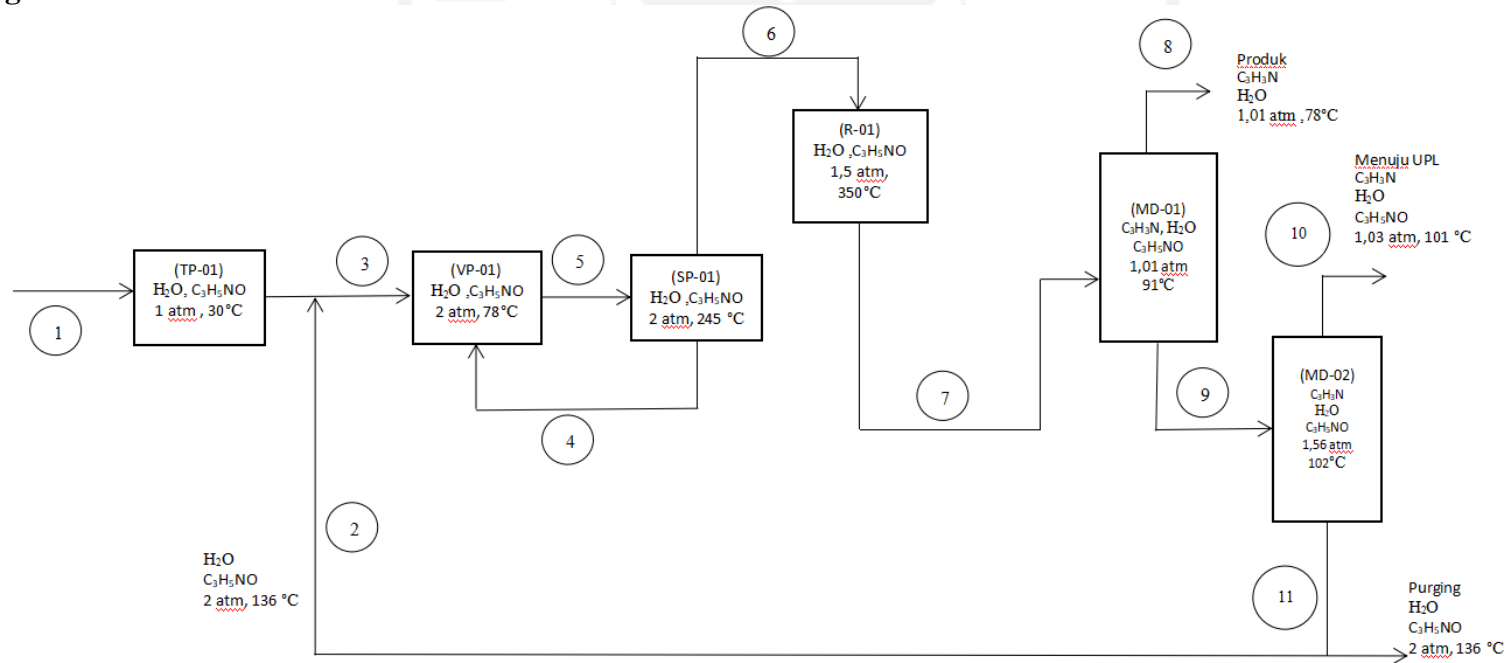 6
8
Produk
C₃H₃N
H₂O
1,01 atm ,78°C
(R-01)
H₂O ,C₃H₅NO
1,5 atm,
350°C
Menuju UPL
C₃H₃N
H₂O
C₃H₅NO
1,03 atm, 101 °C
10
(MD-01)
C₃H₃N, H₂O
C₃H₅NO
1,01 atm
91°C
(TP-01)
H₂O, C₃H₅NO
1 atm , 30°C
3
(VP-01)
H₂O ,C₃H₅NO
2 atm, 78°C
5
(SP-01)
H₂O ,C₃H₅NO
2 atm, 245 °C
1
7
9
(MD-02)
C₃H₃N
H₂O
C₃H₅NO
1,56 atm
102°C
4
2
H₂O
C₃H₅NO
2 atm, 136 °C
11
Purging
H₂O
C₃H₅NO
2 atm, 136 °C